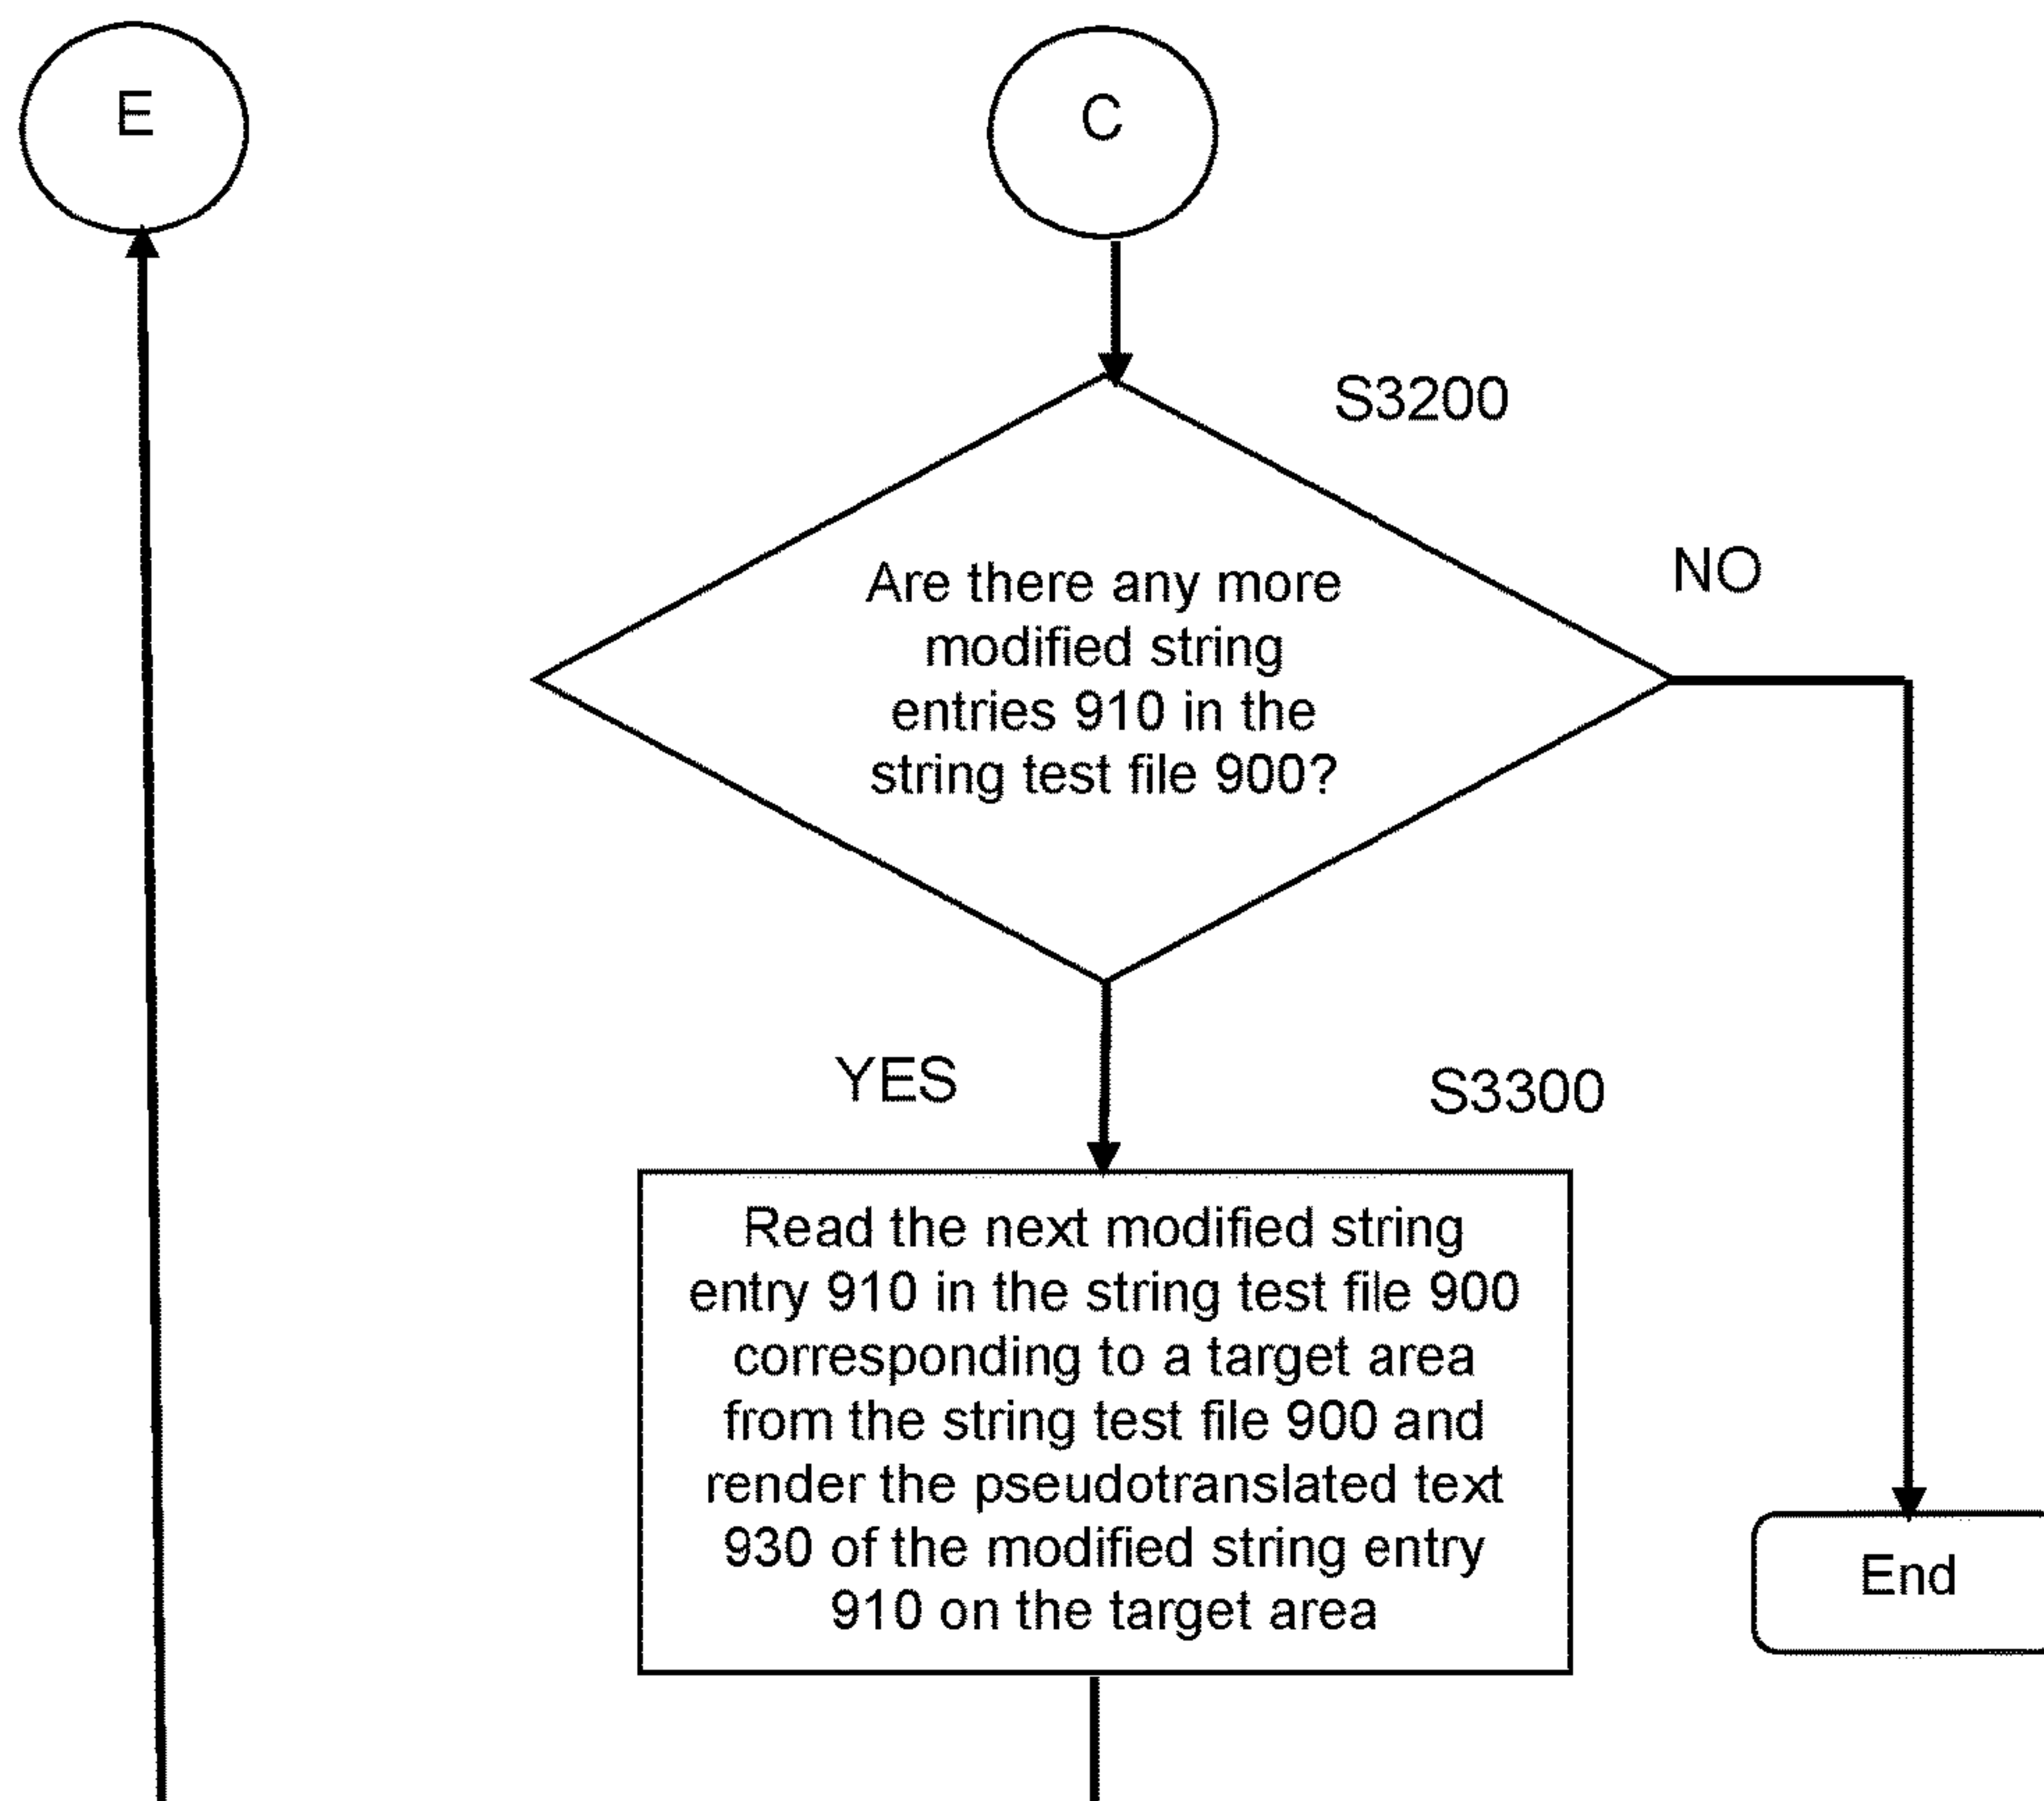 E
C
S3200
Are there any more
modified string
entries 910 in the
string test file 900?
NO
YES
S3300
Read the next modified string
entry 910 in the string test file 900
corresponding to a target area
from the string test file 900 and
render the pseudotranslated text
930 of the modified string entry
910 on the target area
End